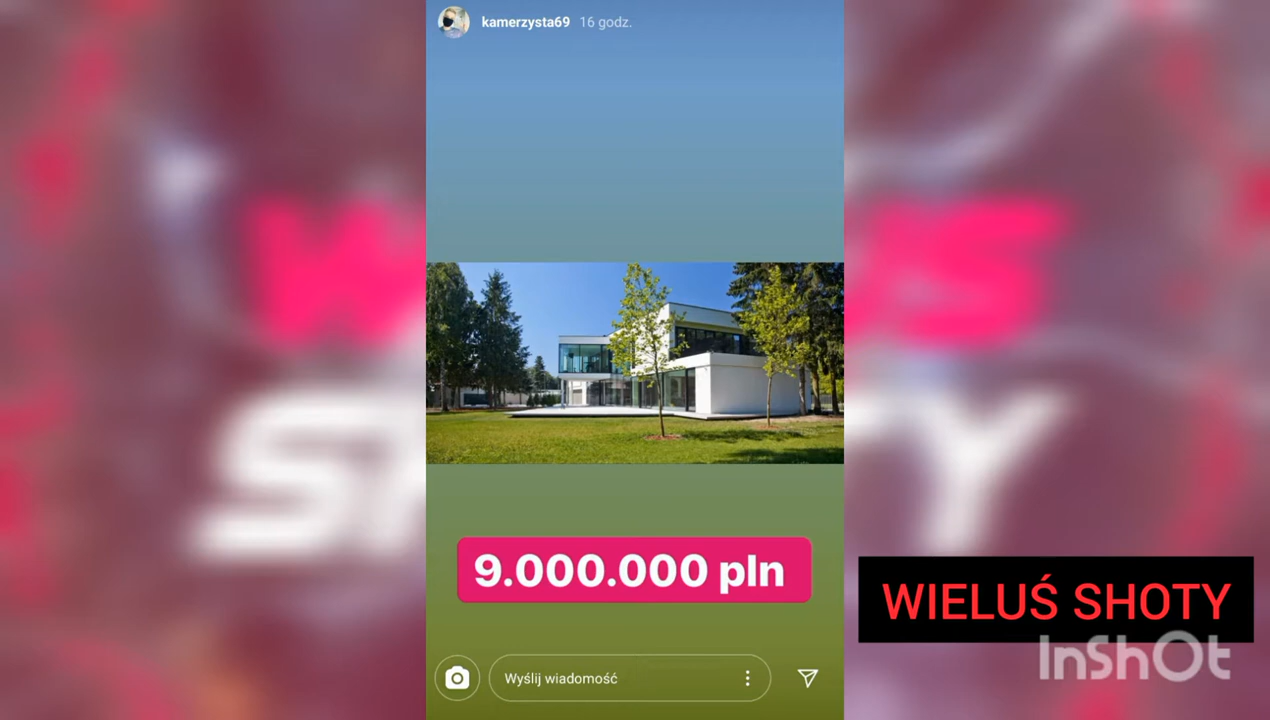 kamerzysta69 16 godz.
9.000.000 pln
WIELUŚ SHOTY
InShOt
Wyślij wiadomość